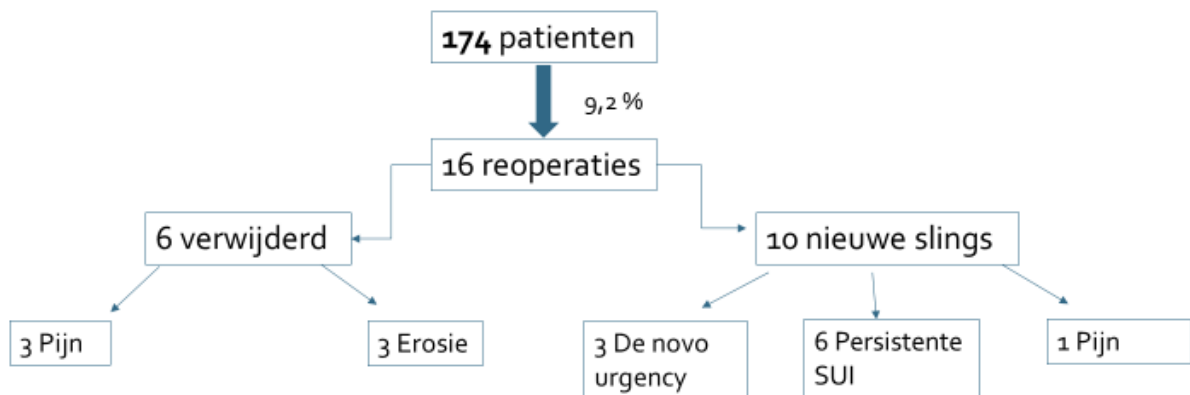 174 patienten
9,2 %
16 reoperaties
6 verwijderd
10 nieuwe slings
3 Pijn
3 Erosie
3 De novo
urgency
6 Persistente
SUI
1 Pijn